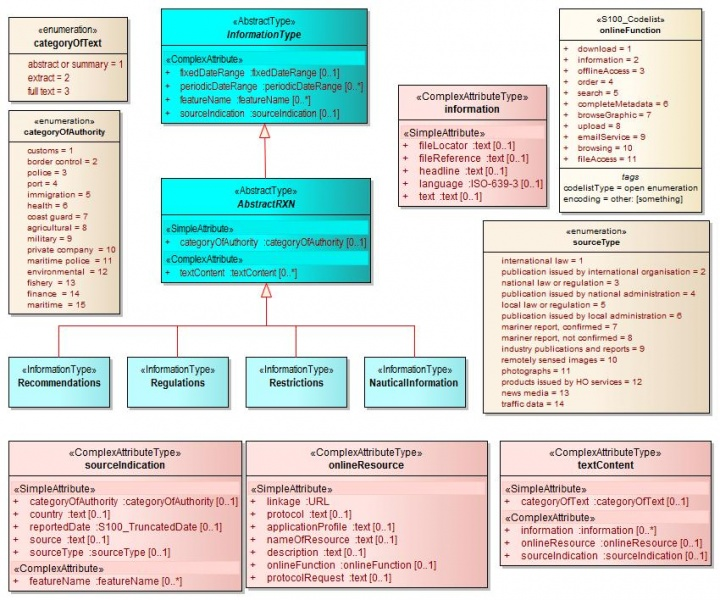 «enumeration»
categoryOfText
abstract or summary = 1
extract = 2
full text = 3
«enumeration»
categoryOfAuthority
customs = 1
border control = 2
police = 3
port = 4
immigration = 5
health = 6
coast guard = 7
agricultural = 8
military = 9
private company = 10
maritime police = 11
environmental = 12
fishery = 13
finance = 14
maritime = 15
«AbstractType»
InformationType
«ComplexAttribute»
+ fixedDateRange :fixedDateRange [0..1]
+ periodicDateRange :periodicDateRange [0..*]
+ featureName :featureName [0..*]
+ sourceIndication :sourceIndication [0..1]
«AbstractType»
AbstractRXN
«SimpleAttribute»
+ categoryOfAuthority :categoryOfAuthority [0..1]
«ComplexAttribute»
+ textContent :textContent [0..*]
«ComplexAttributeType»
information
«SimpleAttribute»
+ fileLocator :text [0..1]
+ fileReference :text [0..1]
+ headline :text [0..1]
+ language :ISO-639-3 [0..1]
+ text :text [0..1]
«S100_Codelist»
onlineFunction
+ download = 1
+ information = 2
+ offlineAccess = 3
+ order = 4
+ search = 5
+ completeMetadata = 6
+ browseGraphic = 7
+ upload = 8
+ emailService = 9
+ browsing = 10
+ fileAccess = 11
tags
codelistType = open enumeration
encoding = other: [something]
«enumeration»
sourceType
international law = 1
publication issued by international organisation = 2
national law or regulation = 3
publication issued by national administration = 4
local law or regulation = 5
publication issued by local administration = 6
mariner report, confirmed = 7
mariner report, not confirmed = 8
industry publications and reports = 9
remotely sensed images = 10
photographs = 11
products issued by HO services = 12
news media = 13
traffic data = 14
«InformationType»
Recommendations
«InformationType»
Regulations
«InformationType»
Restrictions
«InformationType»
NauticalInformation
«ComplexAttributeType»
sourceIndication
«SimpleAttribute»
+ categoryOfAuthority :categoryOfAuthority [0..1]
+ country :text [0..1]
+ reportedDate :S100_TruncatedDate [0..1]
+ source :text [0..1]
+ sourceType :sourceType [0..1]
«ComplexAttribute»
+ featureName :featureName [0..*]
«ComplexAttributeType»
onlineResource
«SimpleAttribute»
+ linkage :URL
+ protocol :text [0..1]
+ applicationProfile :text [0..1]
+ nameOfResource :text [0..1]
+ description :text [0..1]
+ onlineFunction :onlineFunction [0..1]
+ protocolRequest :text [0..1]
«ComplexAttributeType»
textContent
«SimpleAttribute»
+ categoryOfText :categoryOfText [0..1]
«ComplexAttribute»
+ information :information [0..*]
+ onlineResource :onlineResource [0..1]
+ sourceIndication :sourceIndication [0..1]